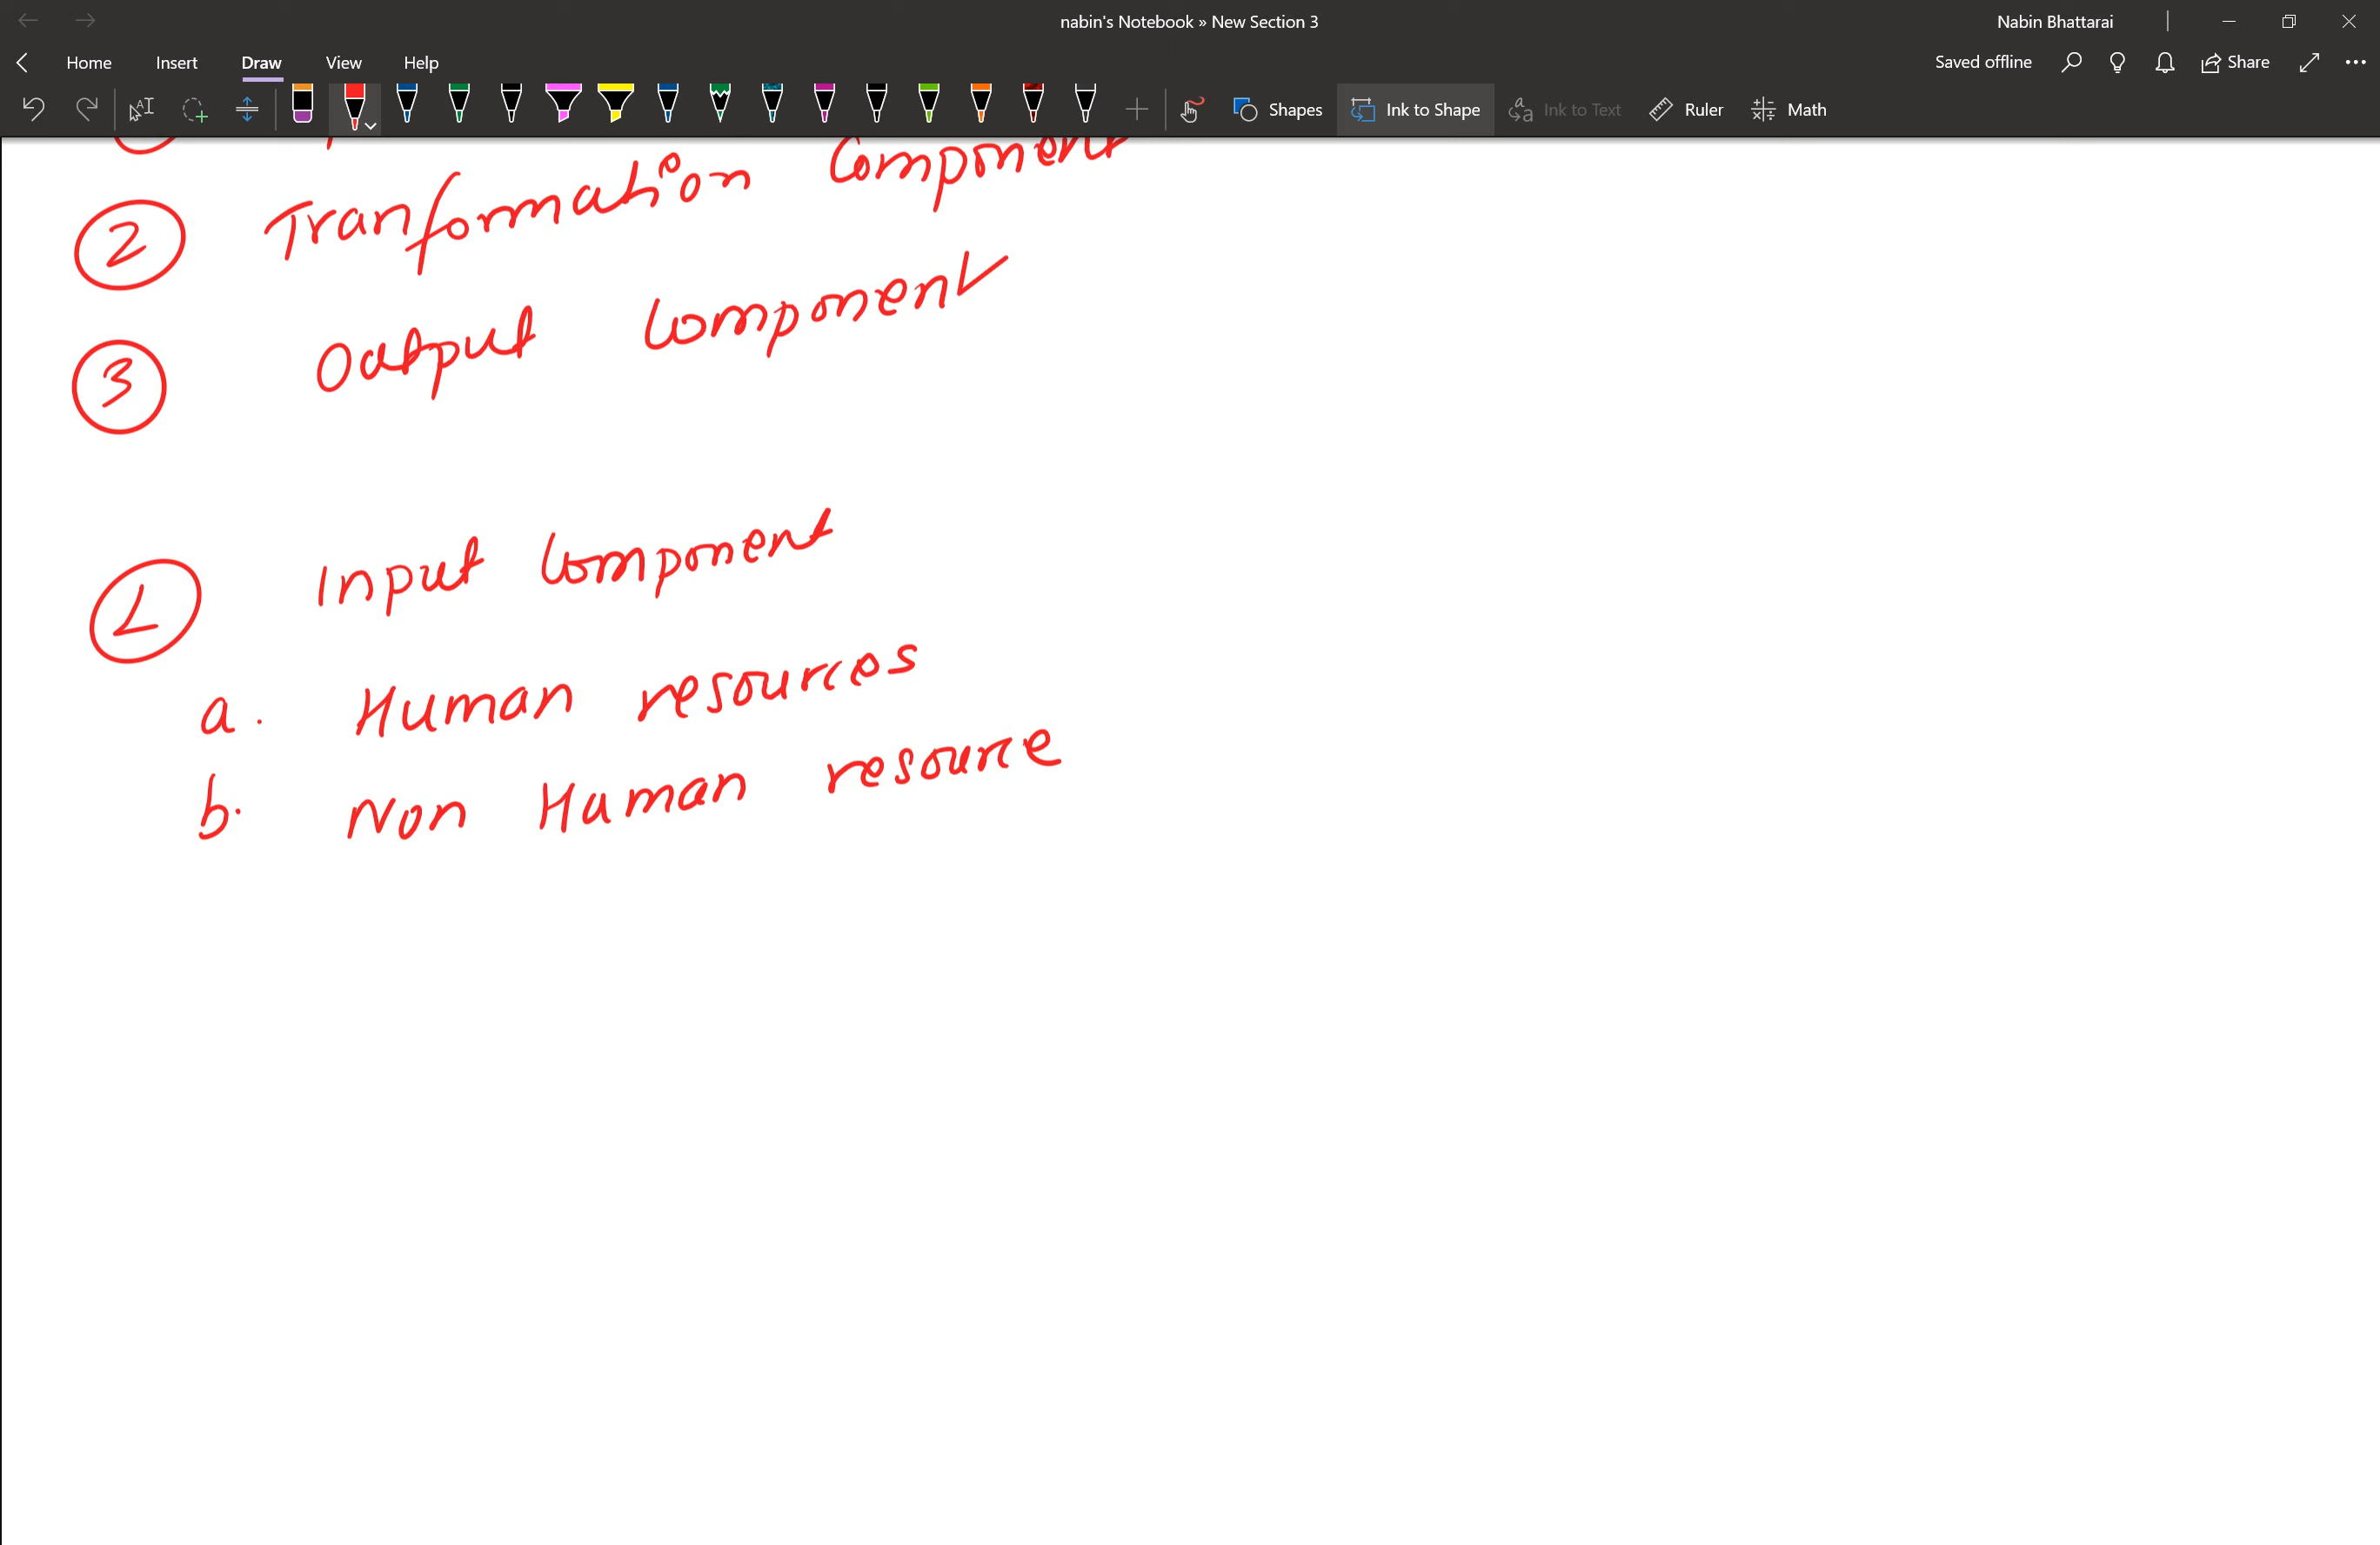 nabin's Notebook » New Section 3
Nabin Bhattarai
Home Insert Draw View Help
Saved offline
Share
Shapes
Ink to Shape
Ink to Text
Ruler
Math
2 Tranformation Component
3 Output Component
1 Input Component
a. Human resources
b. Non Human resource